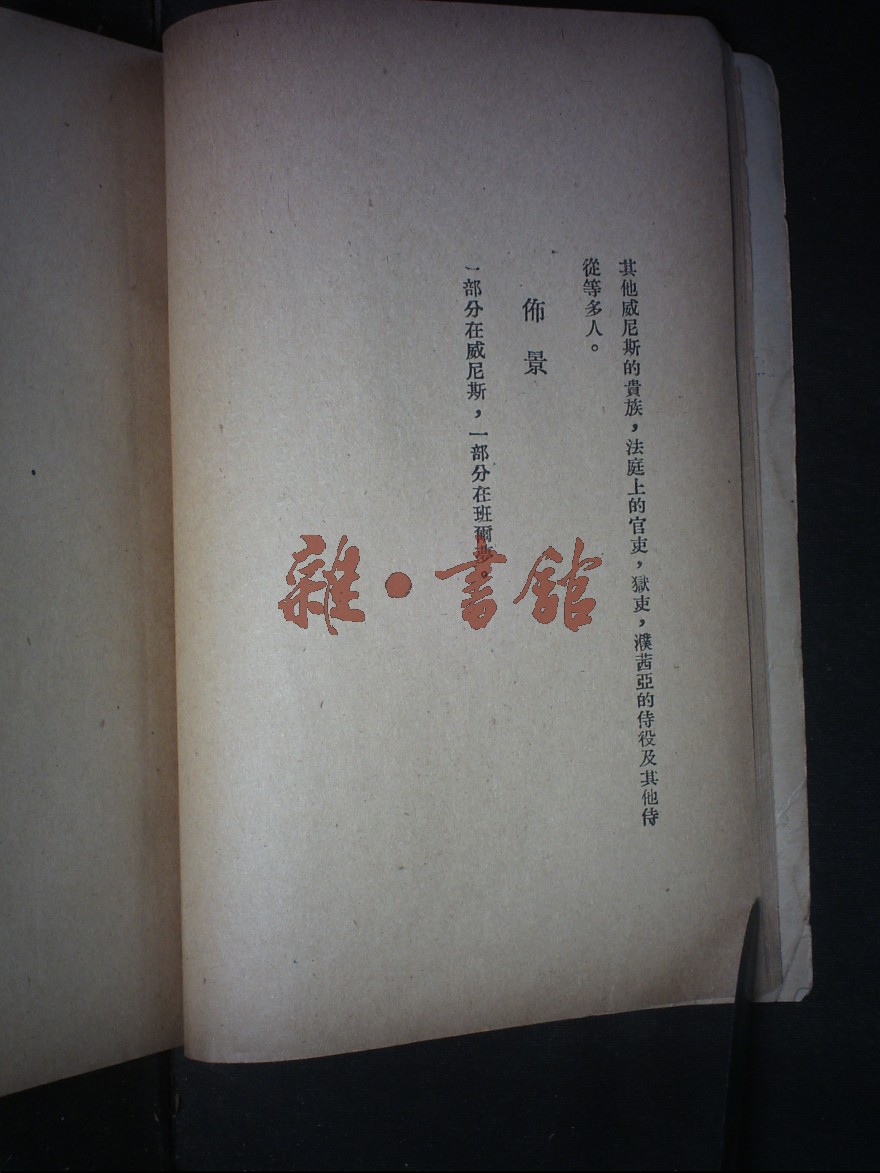 其他威尼斯的貴族，法庭上的官吏，獄吏，濮茜亞的侍役及其他侍
從等多人。
佈景
一部分在威尼斯，一部分在班爾夢。
雜·書舘